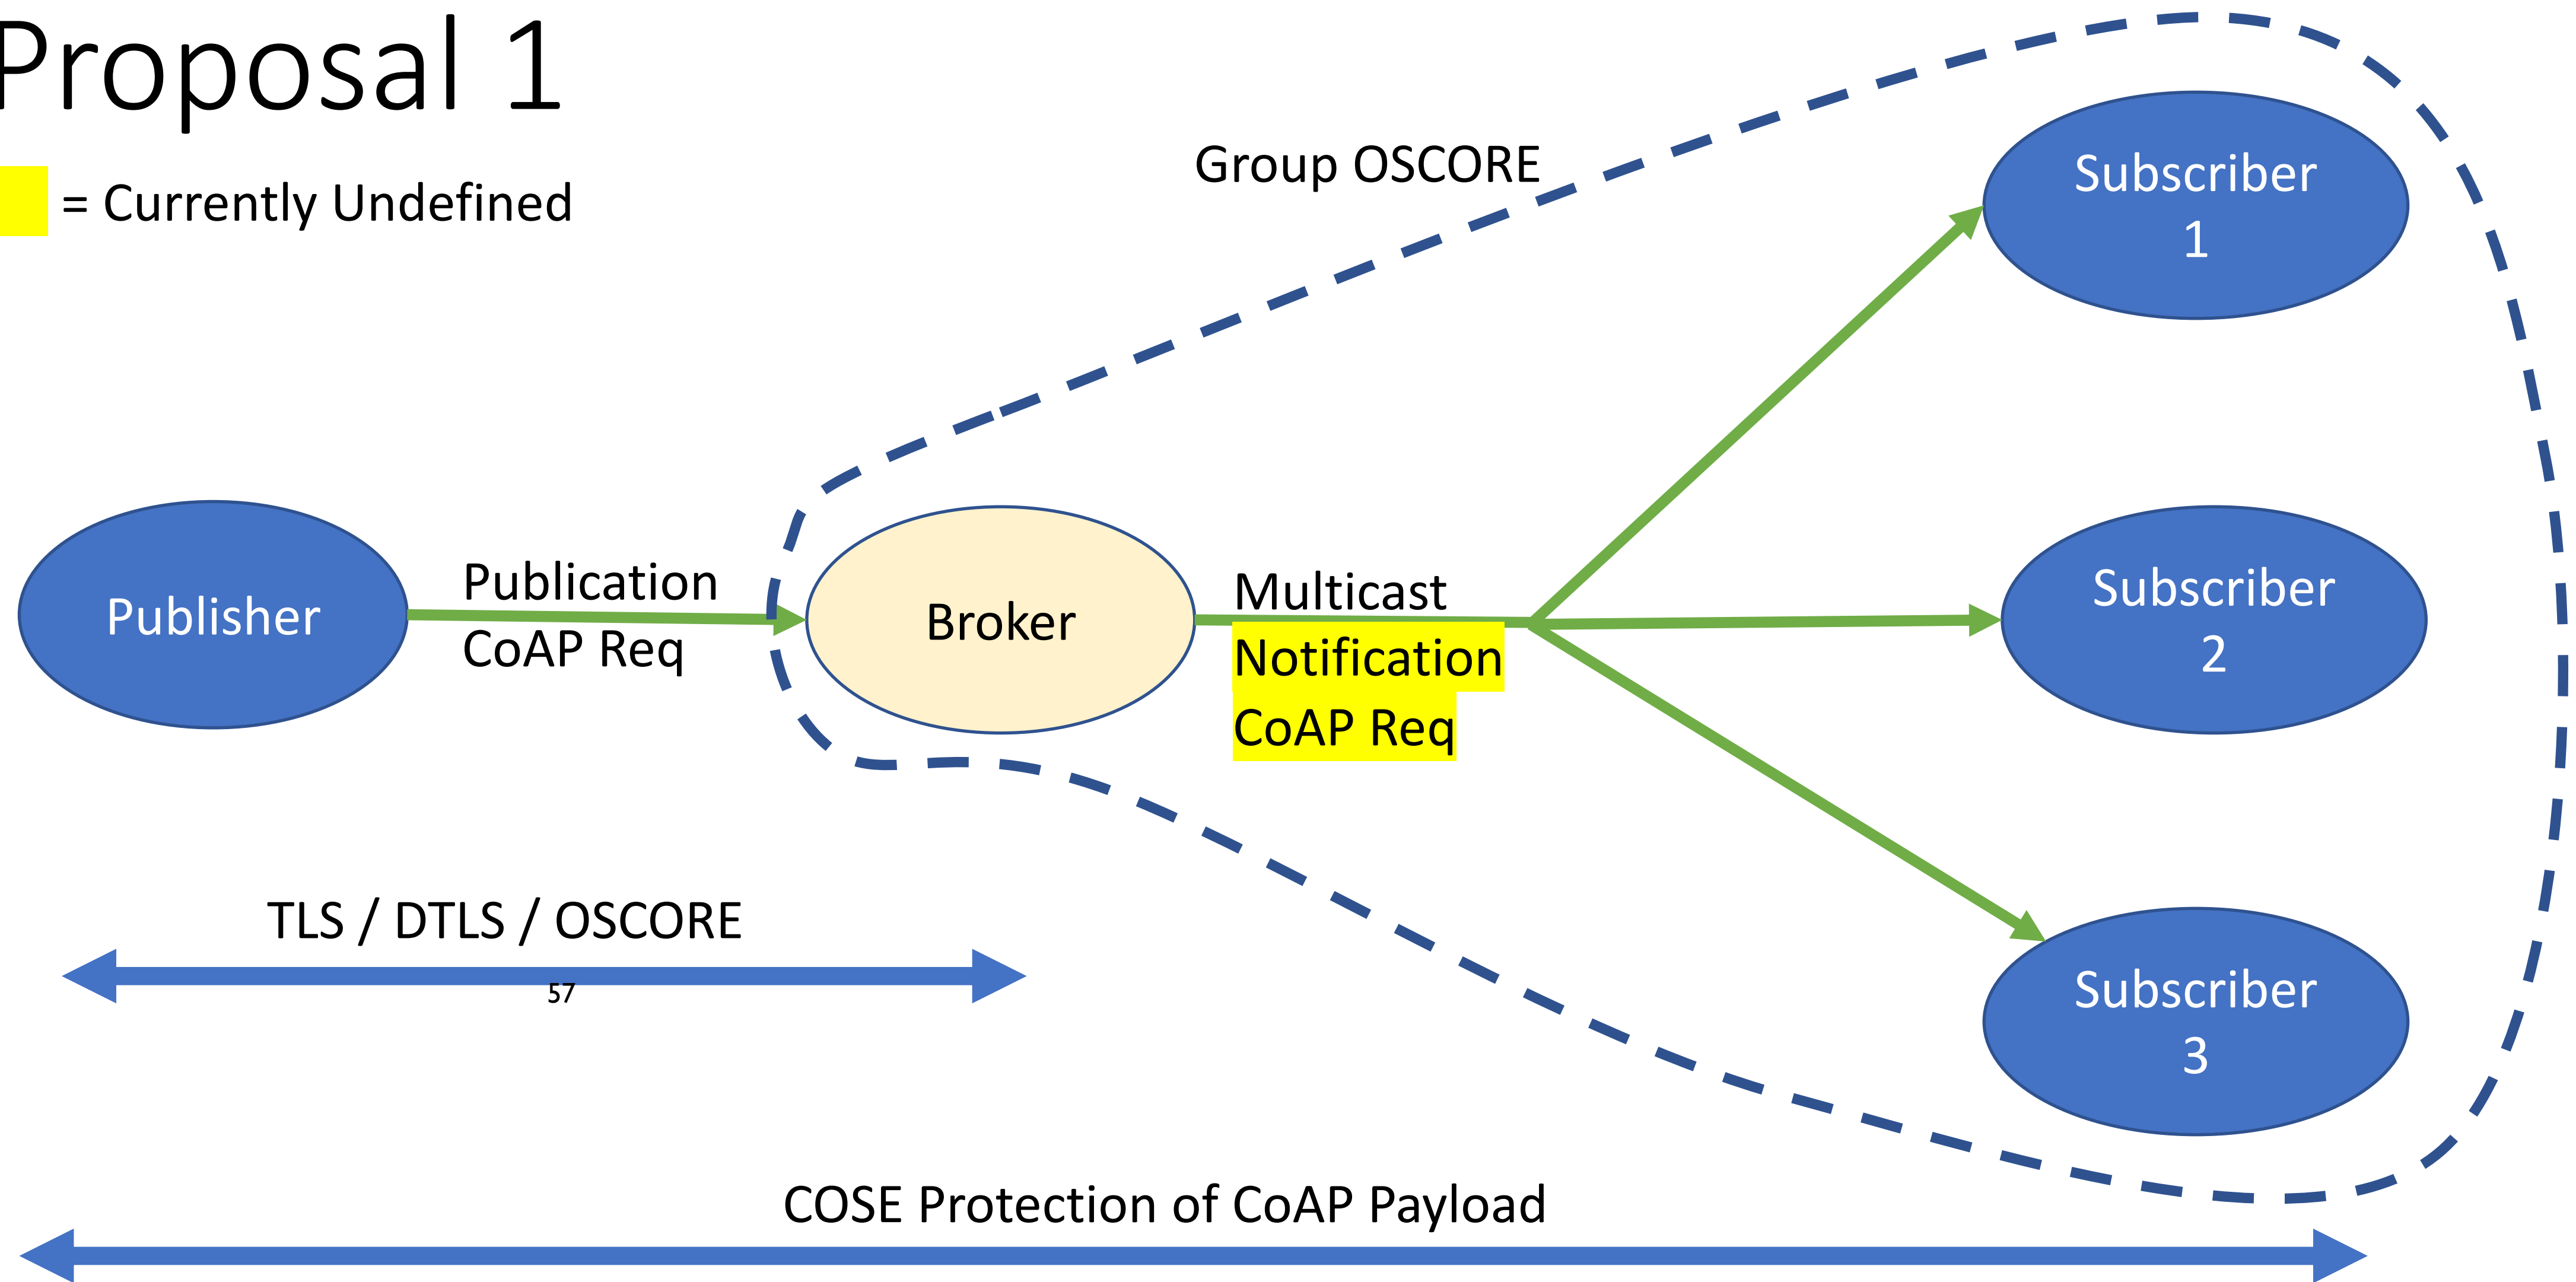 Proposal 1
= Currently Undefined
Group OSCORE
Subscriber
1
Publisher
Publication
CoAP Req
Broker
Multicast
Notification
CoAP Req
Subscriber
2
TLS / DTLS / OSCORE
57
Subscriber
3
COSE Protection of CoAP Payload